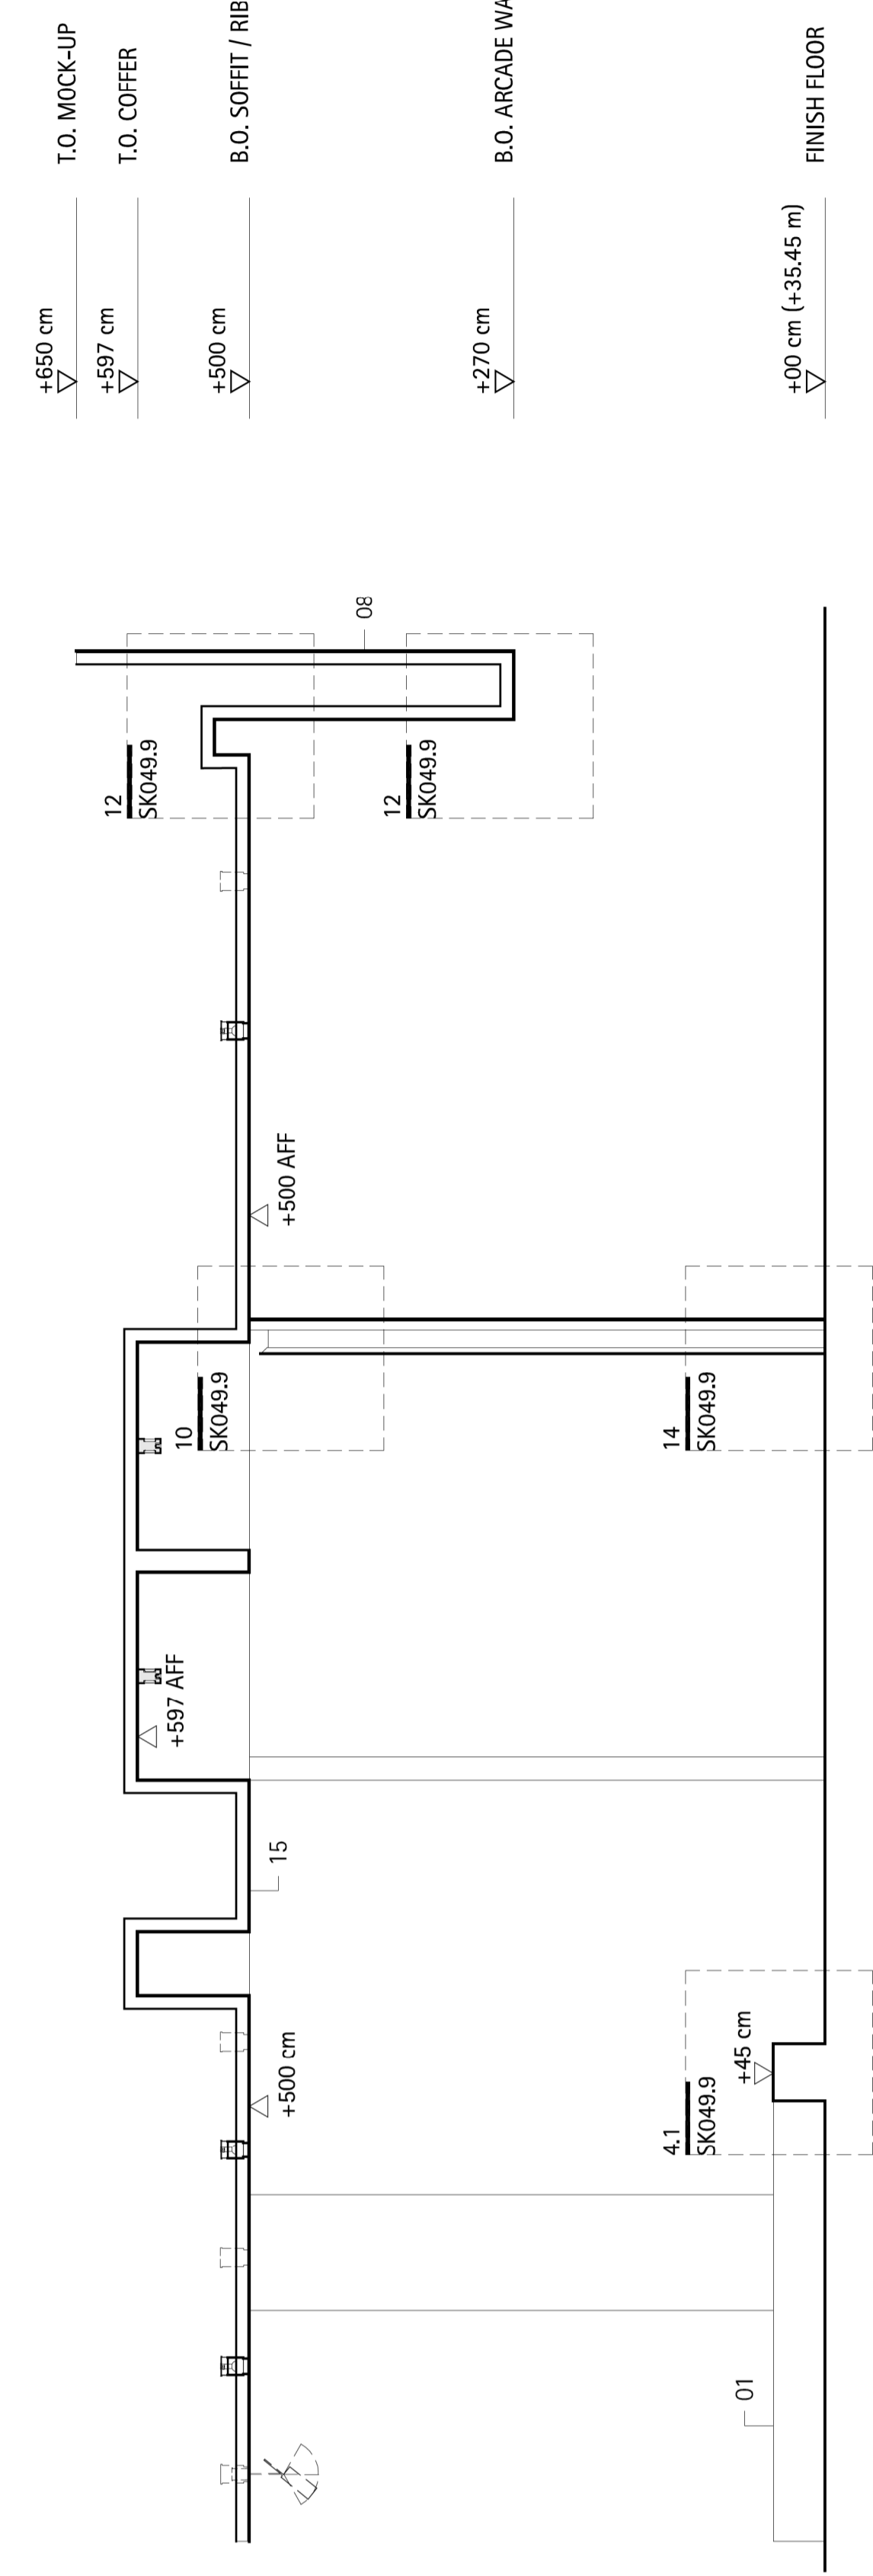 +650 cm
T.O. MOCK-UP
+597 cm
T.O. COFFER
+500 cm
B.O. SOFFIT / RIB
+270 cm
B.O. ARCADE WA
+00 cm (+35.45 m)
FINISH FLOOR
12
SK049.9
08
12
SK049.9
10
SK049.9
+597 AFF
+500 AFF
+500 cm
15
14
SK049.9
4.1
SK049.9
+45 cm
01